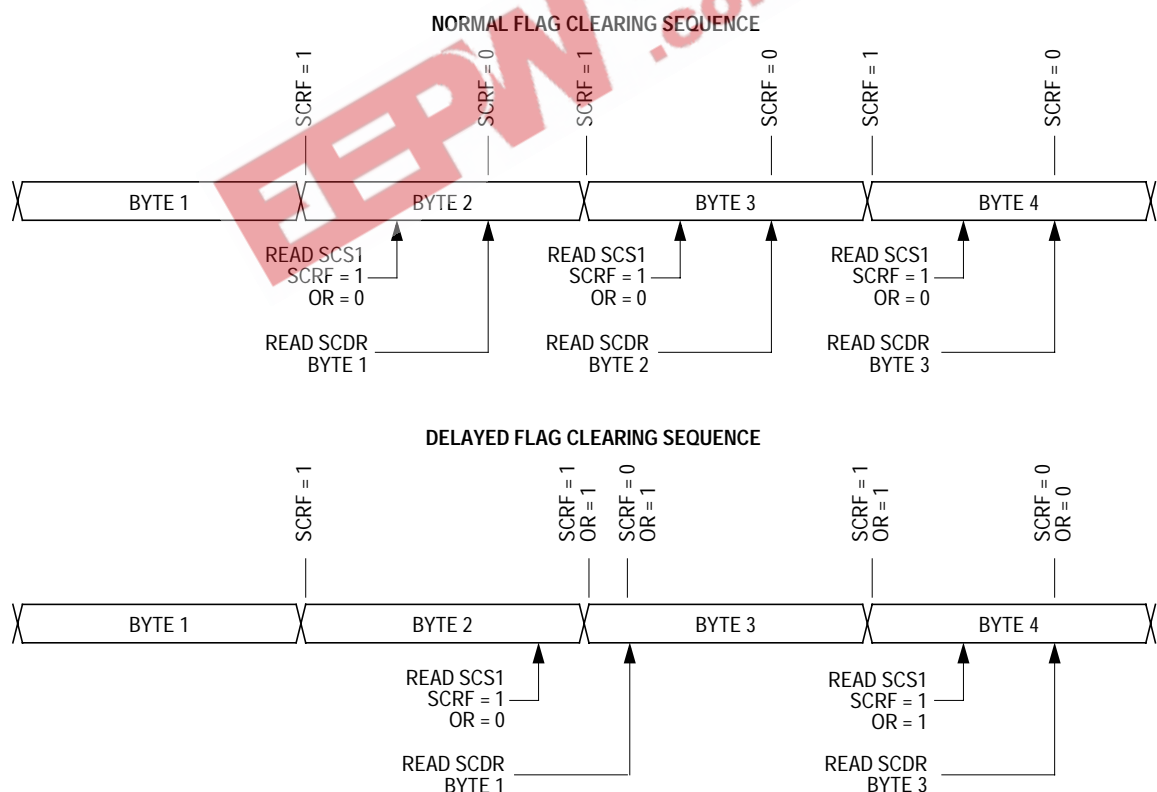 NORMAL FLAG CLEARING SEQUENCE
SCRF = 1
SCRF = 0
SCRF = 1
SCRF = 0
SCRF = 1
SCRF = 0
BYTE 1
BYTE 2
BYTE 3
BYTE 4
READ SCS1
SCRF = 1
OR = 0
READ SCS1
SCRF = 1
OR = 0
READ SCS1
SCRF = 1
OR = 0
READ SCDR
BYTE 1
READ SCDR
BYTE 2
READ SCDR
BYTE 3
EEPW .com
DELAYED FLAG CLEARING SEQUENCE
SCRF = 1
SCRF = 1
OR = 1
SCRF = 0
OR = 1
SCRF = 1
OR = 1
SCRF = 0
OR = 0
BYTE 1
BYTE 2
BYTE 3
BYTE 4
READ SCS1
SCRF = 1
OR = 0
READ SCS1
SCRF = 1
OR = 1
READ SCDR
BYTE 1
READ SCDR
BYTE 3